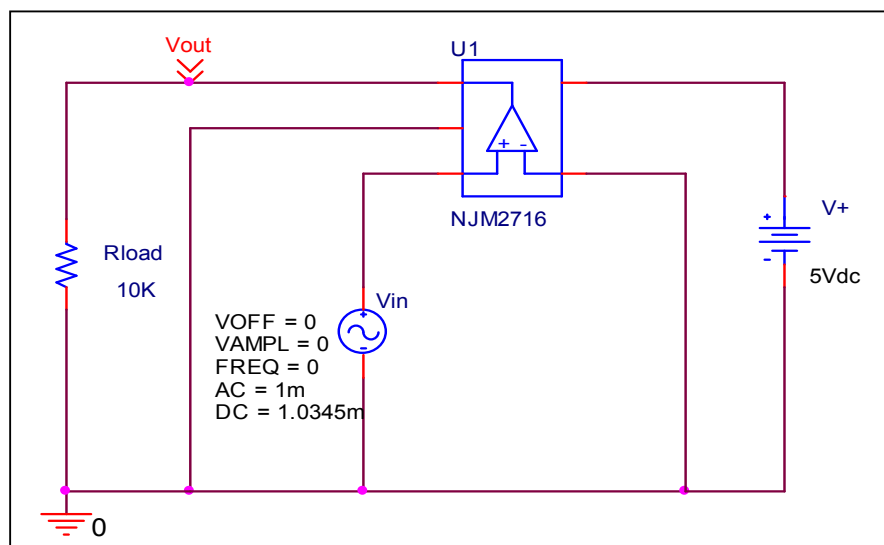 Vout
U1
+ -
NJM2716
Rload
10K
Vin
+
-
VOFF = 0
VAMPL = 0
FREQ = 0
AC = 1m
DC = 1.0345m
V+
+
-
5Vdc
0